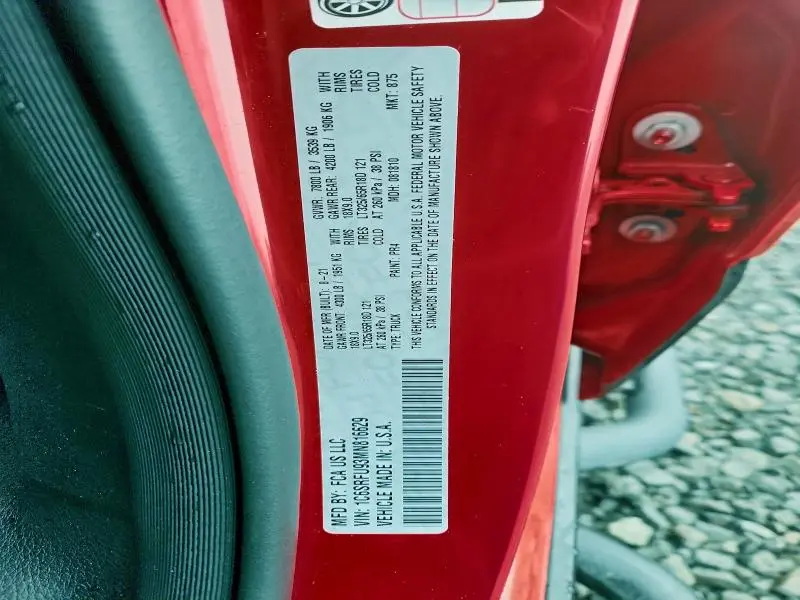 MFD BY: FCA US LLC
DATE OF MFR (BUILT): 8-21
GVWR: 7800 LB / 3539 KG
GAWR FRONT 4300 LB / 1951 KG WITH
GAWR REAR: 4200 LB / 1906 KG WITH
18X9.0 RIMS
18X9.0 RIMS
LT325/65R18D 121 TIRES
LT325/65R18D 121 TIRES
AT 260 kPa / 38 PSI COLD
AT 260 kPa / 38 PSI COLD
VIN: 1C6SRFU93MN816629
TYPE: TRUCK
PAINT: PR4
MDH: 081810
MKT: 875
VEHICLE MADE IN: U.S.A.
THIS VEHICLE CONFORMS TO ALL APPLICABLE U.S.A. FEDERAL MOTOR VEHICLE SAFETY
STANDARDS IN EFFECT ON THE DATE OF MANUFACTURE SHOWN ABOVE.